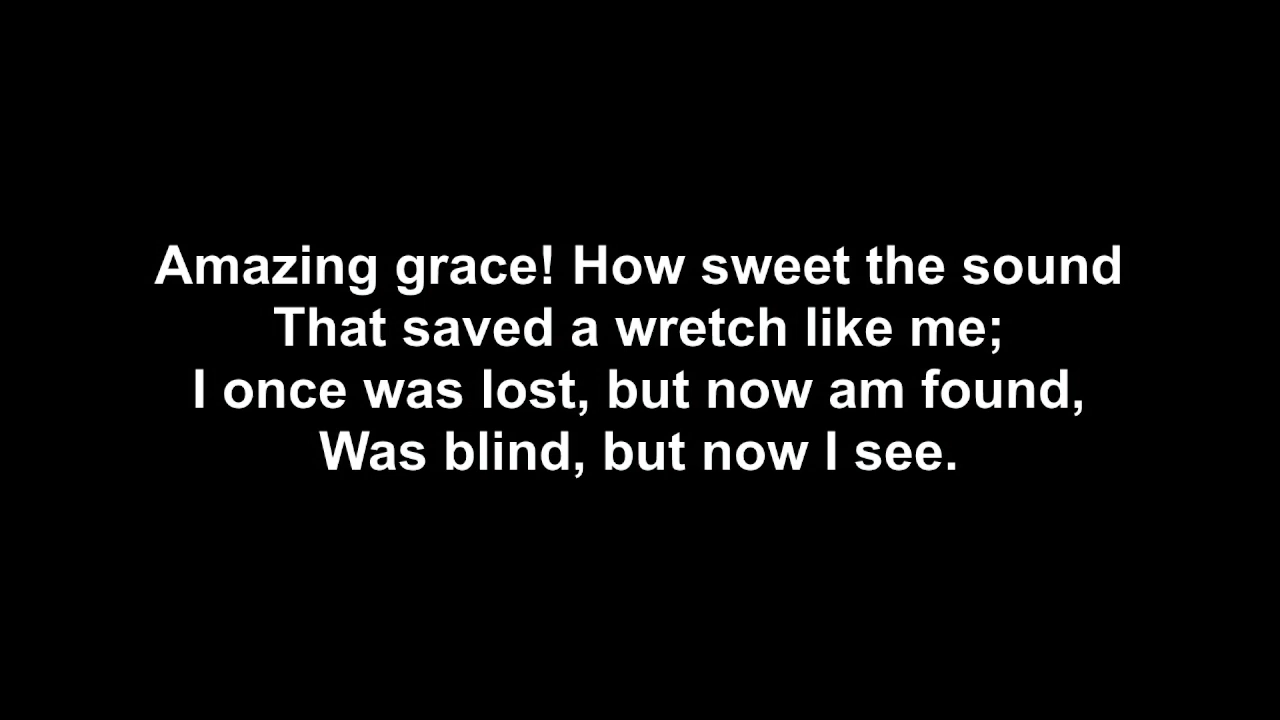 Amazing grace! How sweet the sound
That saved a wretch like me;
I once was lost, but now am found,
Was blind, but now I see.